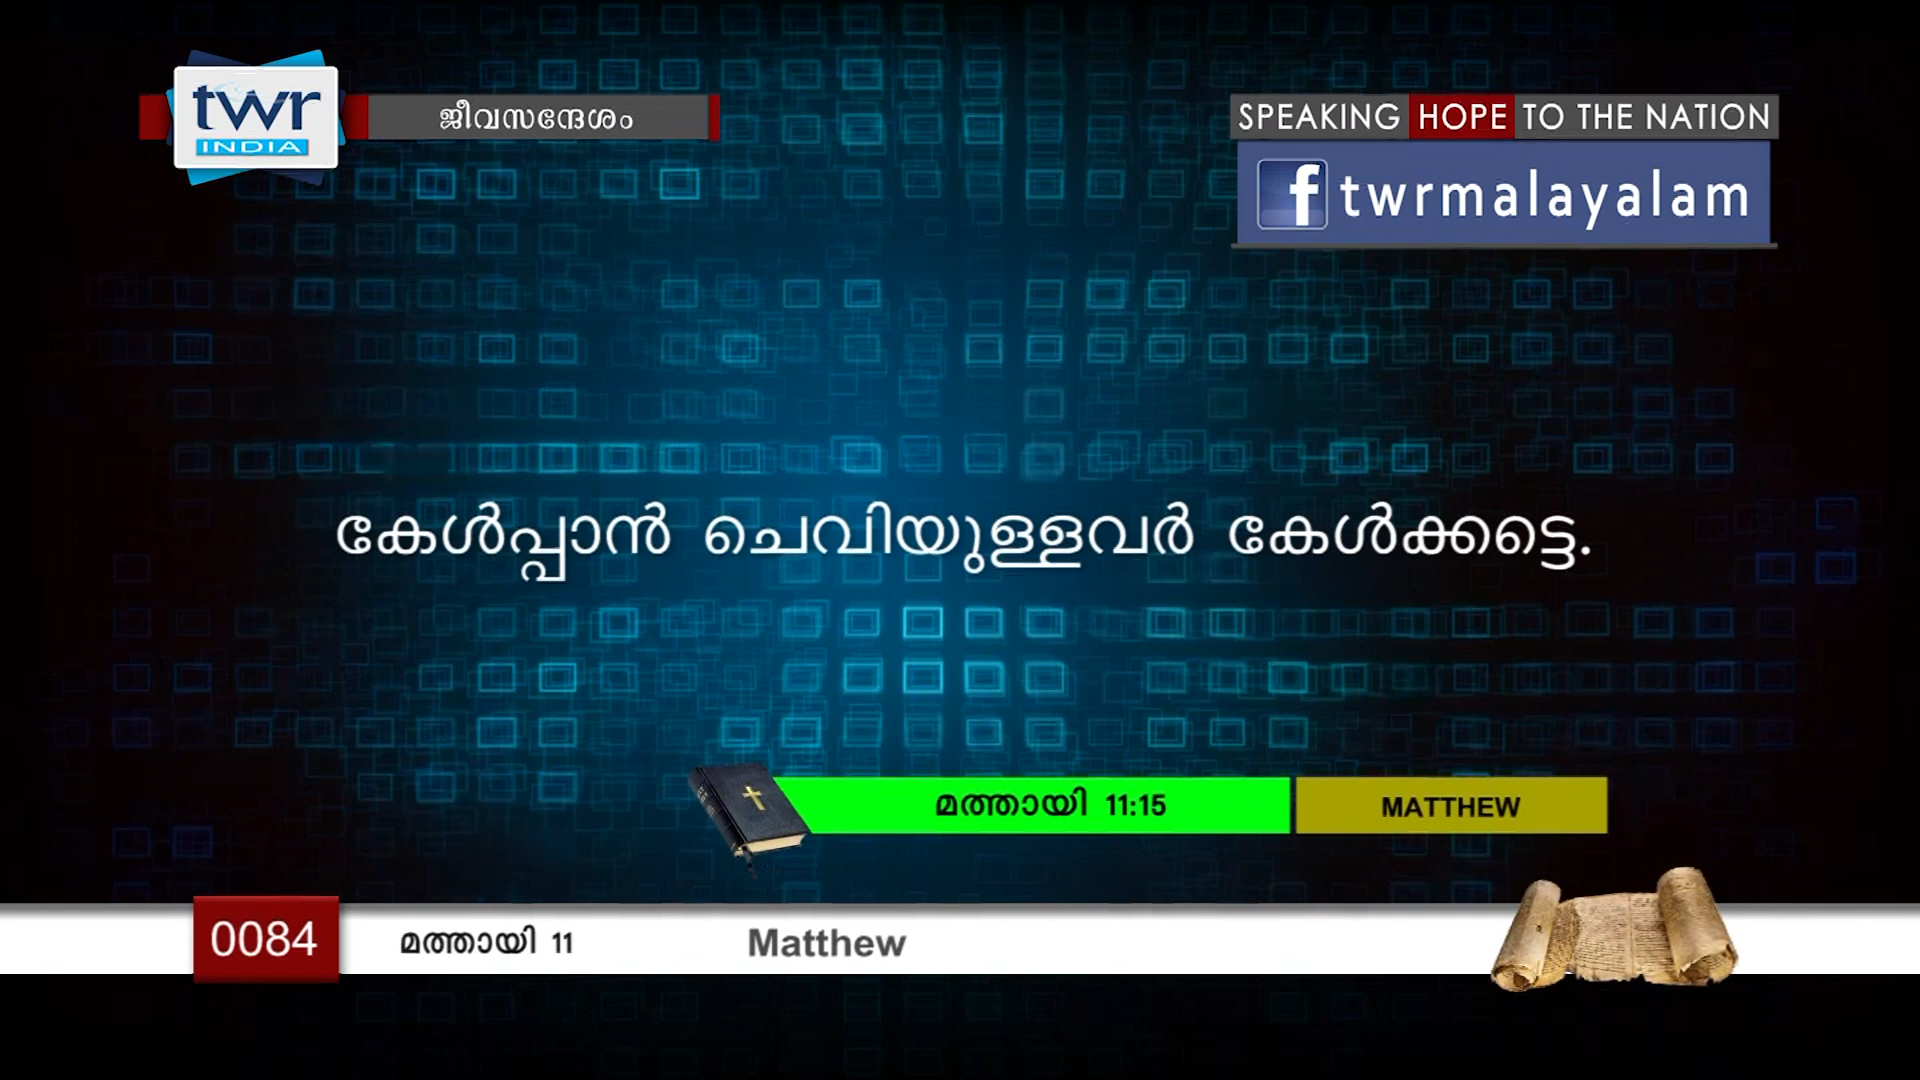 twr
INDIA
ജീവസന്ദേശം
SPEAKING HOPE TO THE NATION
f twrmalayalam
കേൾപ്പാൻ ചെവിയുള്ളവർ കേൾക്കട്ടെ.
മത്തായി 11:15
MATTHEW
0084
മത്തായി 11
Matthew